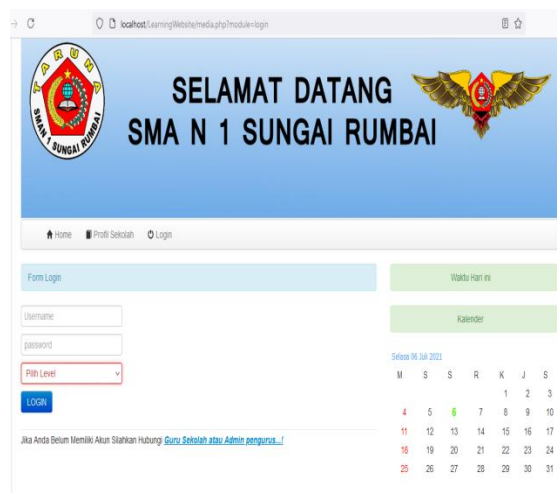 localhost/LearningWebsite/media.php?module=login
TARUNA
SMAN 1 SUNGAI RUMBAI
SELAMAT DATANG
SMA N 1 SUNGAI RUMBAI
Home Profil Sekolah Login
Form Login
Username
password
Pilih Level
LOGIN
Jika Anda Belum Memiliki Akun Silahkan Hubungi Guru Sekolah atau Admin pengurus...!
Waktu Hari ini
Kalender
Selasa 06 Juli 2021
M S S R K J S
1 2 3
4 5 6 7 8 9 10
11 12 13 14 15 16 17
18 19 20 21 22 23 24
25 26 27 28 29 30 31